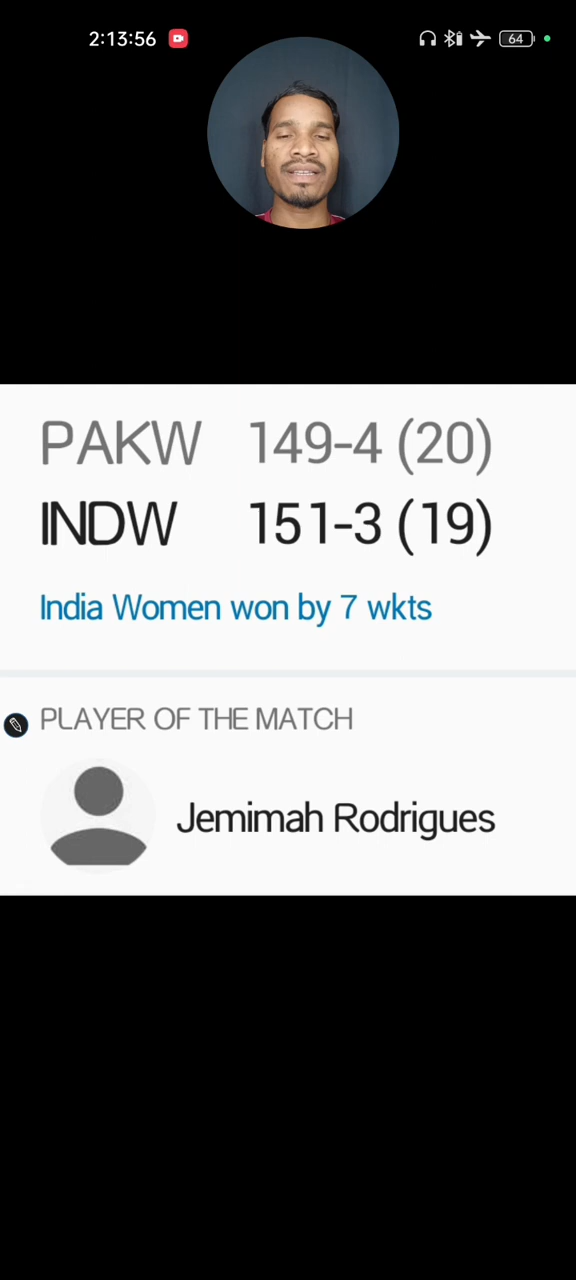 2:13:56 64
PAKW 149-4 (20)
INDW 151-3 (19)
India Women won by 7 wkts
PLAYER OF THE MATCH
Jemimah Rodrigues